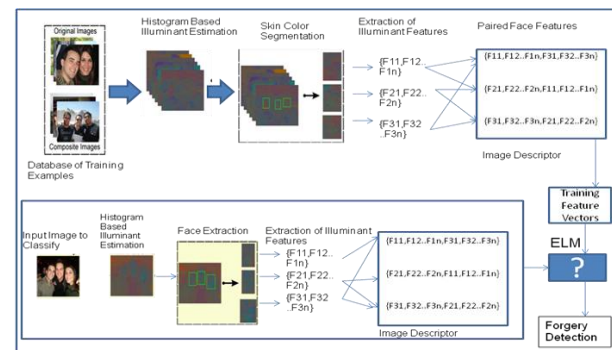 Original Images
Composite Images
Database of Training
Examples
Histogram Based
Illuminant Estimation
Skin Color
Segmentation
Extraction of
Illuminant Features
{F11,F12..
F1n}
{F21,F22..
F2n}
{F31,F32
..F3n}
Paired Face Features
{F11,F12..F1n,F31,F32..F3n}
{F21,F22..F2n,F11,F12..F1n}
{F31,F32..F3n,F21,F22..F2n}
Image Descriptor
Training
Feature
Vectors
ELM
?
Forgery
Detection
Input Image to
Classify
Histogram
Based
Illuminant
Estimation
Face Extraction
Extraction of Illuminant
Features
{F11,F12..
F1n}
{F21,F22..
F2n}
{F31,F32
..F3n}
{F11,F12..F1n,F31,F32..F3n}
{F21,F22..F2n,F11,F12..F1n}
{F31,F32..F3n,F21,F22..F2n}
Image Descriptor